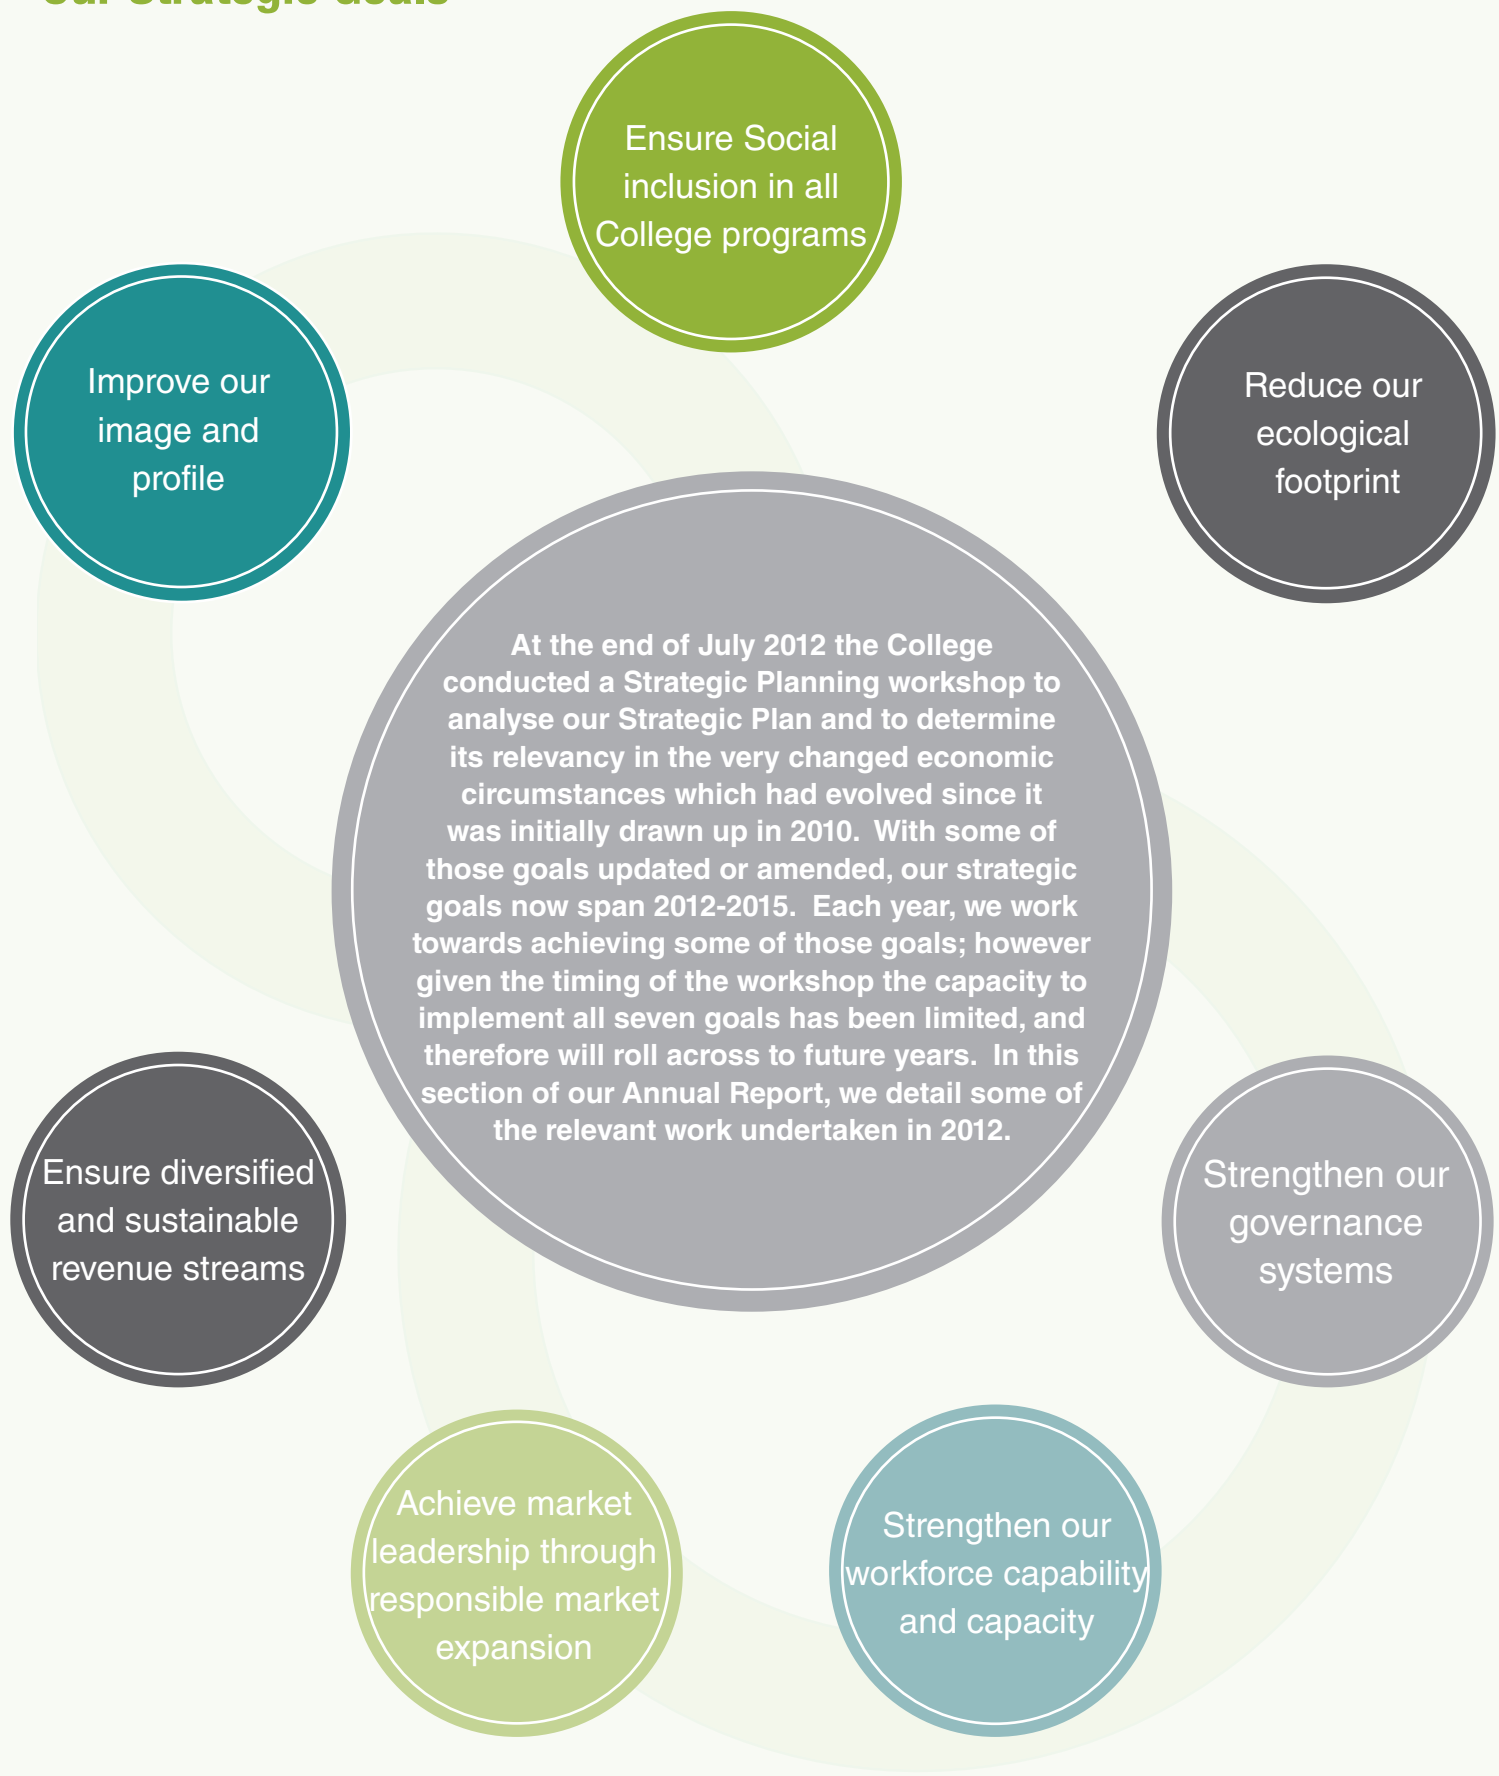 our Strategic Goals
Ensure Social
inclusion in all
College programs
Improve our
image and
profile
Reduce our
ecological
footprint
At the end of July 2012 the College
conducted a Strategic Planning workshop to
analyse our Strategic Plan and to determine
its relevancy in the very changed economic
circumstances which had evolved since it
was initially drawn up in 2010.  With some of
those goals updated or amended, our strategic
goals now span 2012-2015.  Each year, we work
towards achieving some of those goals; however
given the timing of the workshop the capacity to
implement all seven goals has been limited, and
therefore will roll across to future years.  In this
section of our Annual Report, we detail some of
the relevant work undertaken in 2012.
Ensure diversified
and sustainable
revenue streams
Strengthen our
governance
systems
Achieve market
leadership through
responsible market
expansion
Strengthen our
workforce capability
and capacity